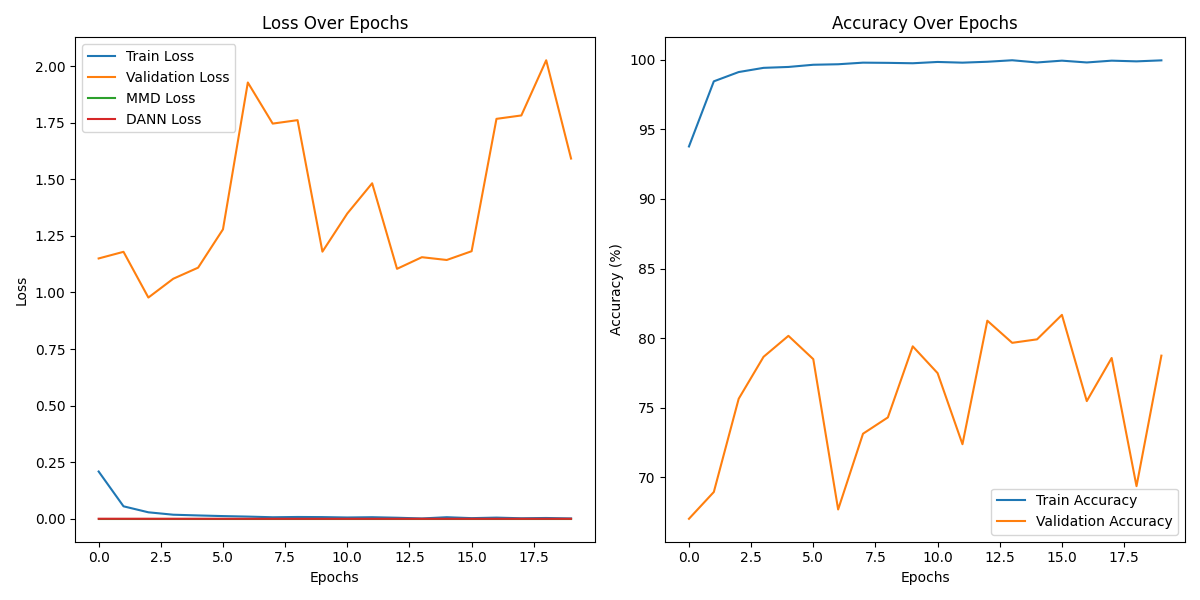 Loss Over Epochs
Train Loss
Validation Loss
MMD Loss
DANN Loss
2.00
1.75
1.50
1.25
1.00
0.75
0.50
0.25
0.00
Loss
0.0 2.5 5.0 7.5 10.0 12.5 15.0 17.5
Epochs
Accuracy Over Epochs
100
95
90
85
80
75
70
Accuracy (%)
Train Accuracy
Validation Accuracy
0.0 2.5 5.0 7.5 10.0 12.5 15.0 17.5
Epochs